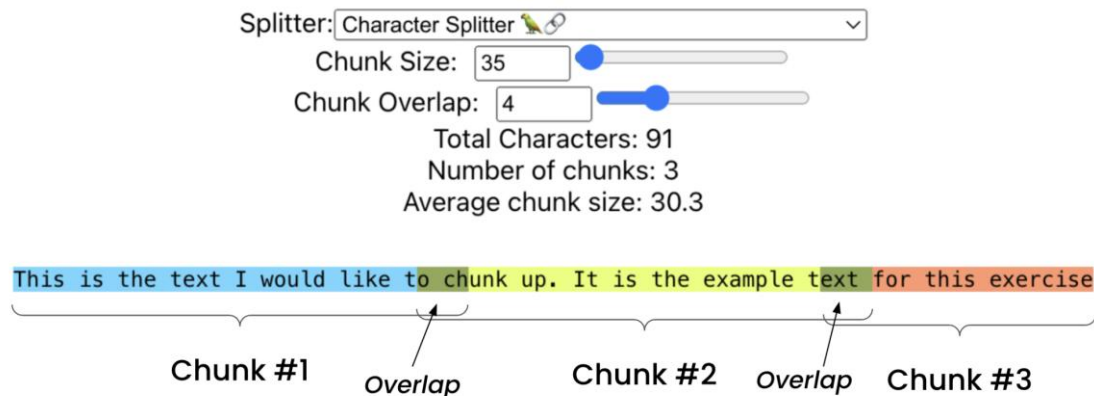 Splitter: Character Splitter 🦜🔗
Chunk Size: 35
Chunk Overlap: 4
Total Characters: 91
Number of chunks: 3
Average chunk size: 30.3
This is the text I would like to chunk up. It is the example text for this exercise
Chunk #1 Overlap Chunk #2 Overlap Chunk #3